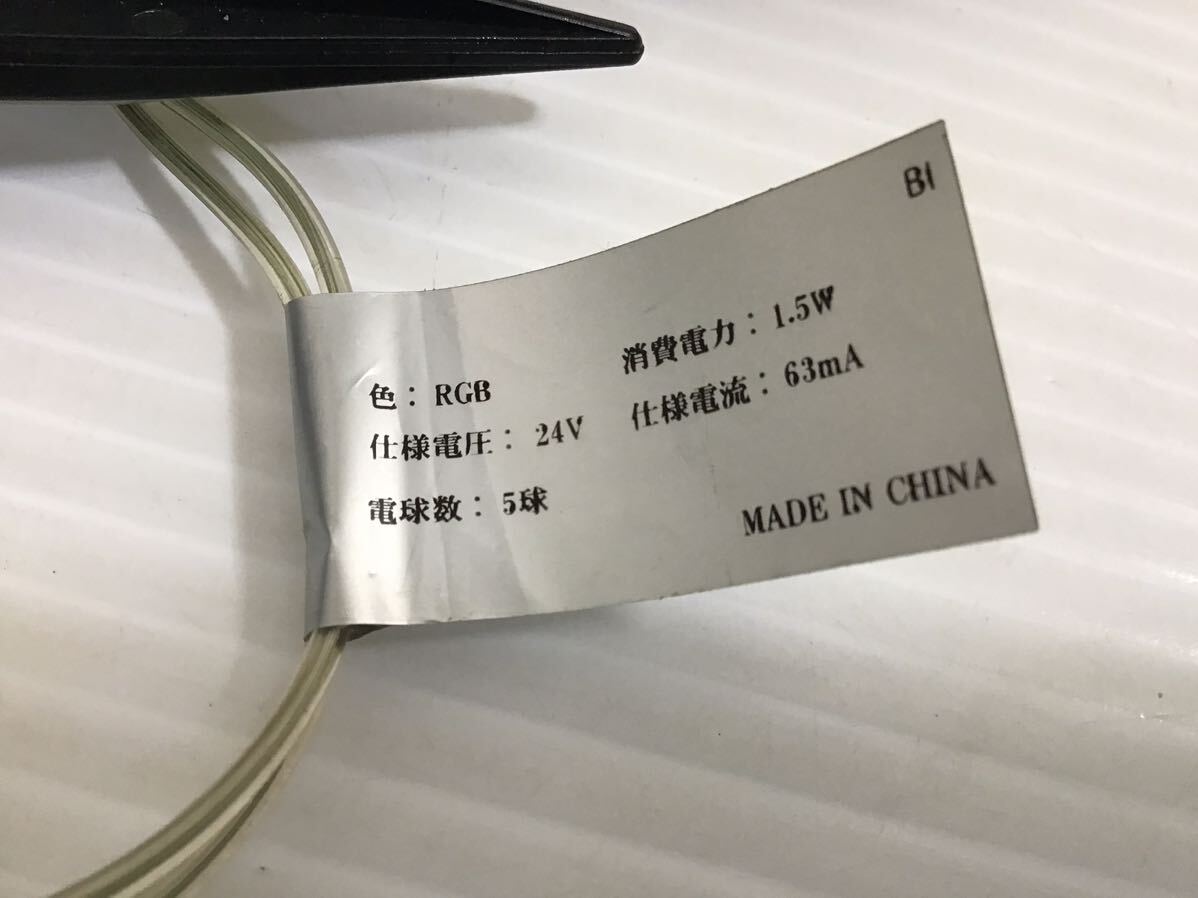 BI
色： RGB
消費電力： 1.5W
仕様電圧： 24V
仕様電流： 63mA
電球数： 5球
MADE IN CHINA